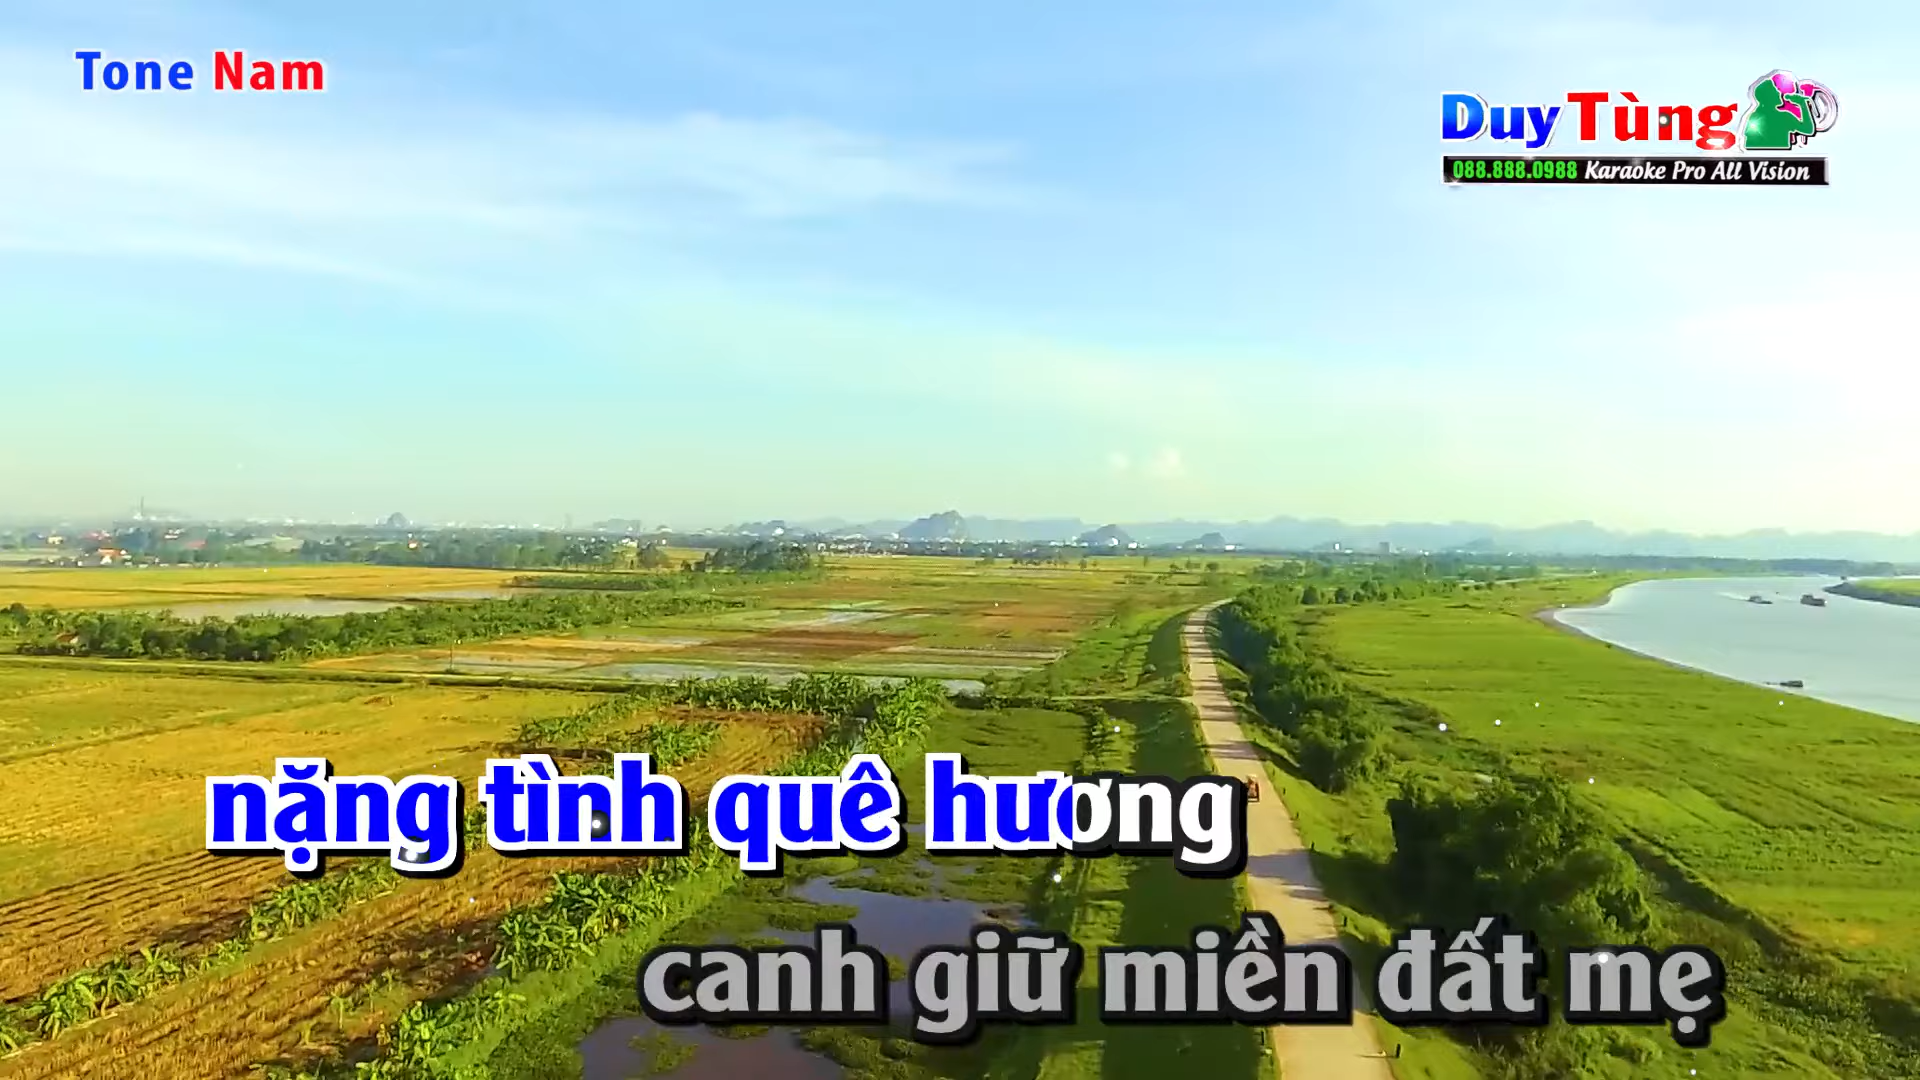 Tone Nam
Duy Tùng
088.888.0988 Karaoke Pro All Vision
nặng tình quê hương
canh giữ miền đất mẹ